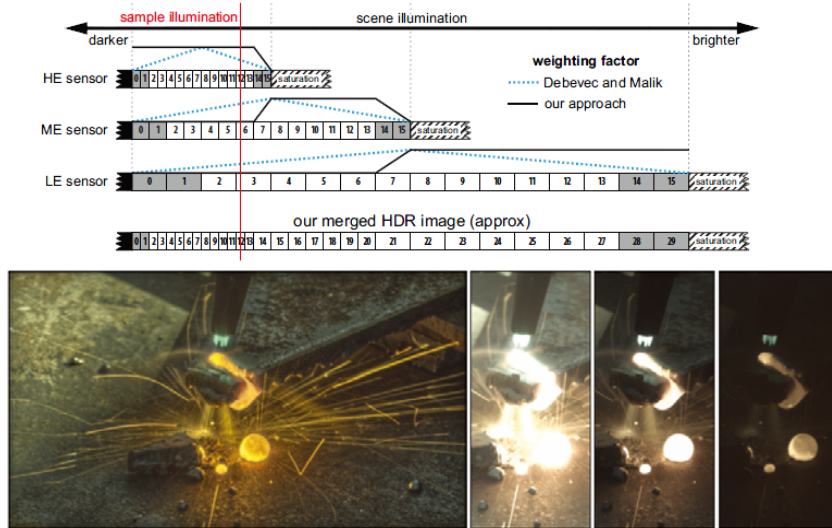 sample illumination
scene illumination
darker
brighter
weighting factor
Debevec and Malik
our approach
HE sensor
0 1 2 3 4 5 6 7 8 9 10 11 12 13 14 15 saturation
ME sensor
0 1 2 3 4 5 6 7 8 9 10 11 12 13 14 15 saturation
LE sensor
0 1 2 3 4 5 6 7 8 9 10 11 12 13 14 15 saturation
our merged HDR image (approx)
0 1 2 3 4 5 6 7 8 9 10 11 12 13 14 15 16 17 18 19 20 21 22 23 24 25 26 27 28 29 saturation